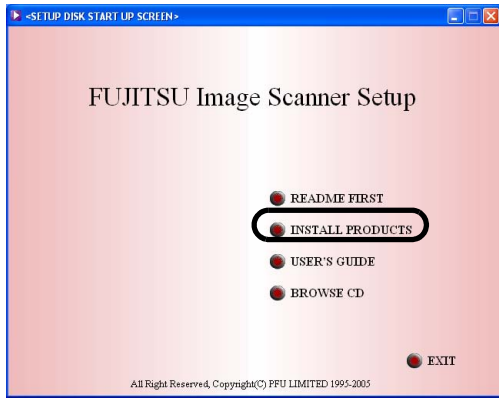 <SETUP DISK START UP SCREEN>
FUJITSU Image Scanner Setup
README FIRST
INSTALL PRODUCTS
USER'S GUIDE
BROWSE CD
EXIT
All Right Reserved, Copyright(C) PFU LIMITED 1995-2005